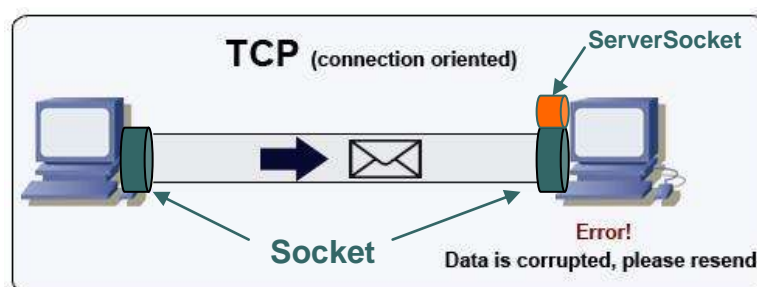 TCP (connection oriented)
ServerSocket
Socket
Error!
Data is corrupted, please resend